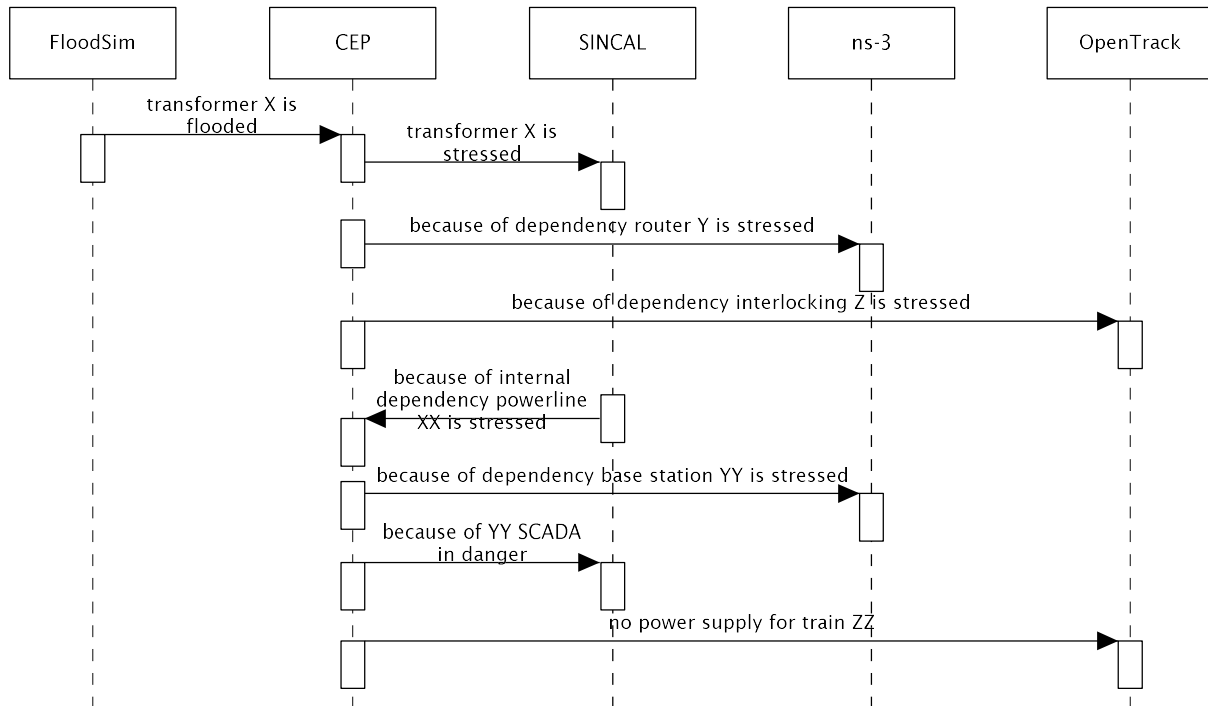 FloodSim
CEP
SINCAL
ns-3
OpenTrack
transformer X is
flooded
transformer X is
stressed
because of dependency router Y is stressed
because of dependency interlocking Z is stressed
because of internal
dependency powerline
XX is stressed
because of dependency base station YY is stressed
because of YY SCADA
in danger
no power supply for train ZZ